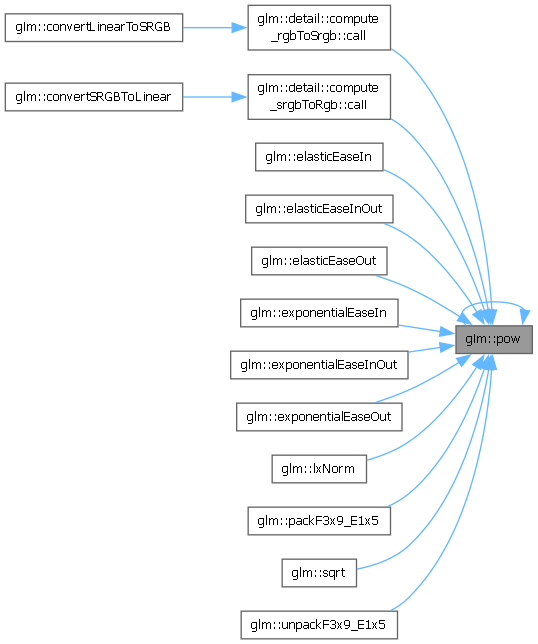 glm::convertLinearToSRGB
glm::detail::compute
_rgbToSrgb::call
glm::convertSRGBToLinear
glm::detail::compute
_srgbToRgb::call
glm::elasticEaseIn
glm::elasticEaseInOut
glm::elasticEaseOut
glm::exponentialEaseIn
glm::pow
glm::exponentialEaseInOut
glm::exponentialEaseOut
glm::lxNorm
glm::packF3x9_E1x5
glm::sqrt
glm::unpackF3x9_E1x5